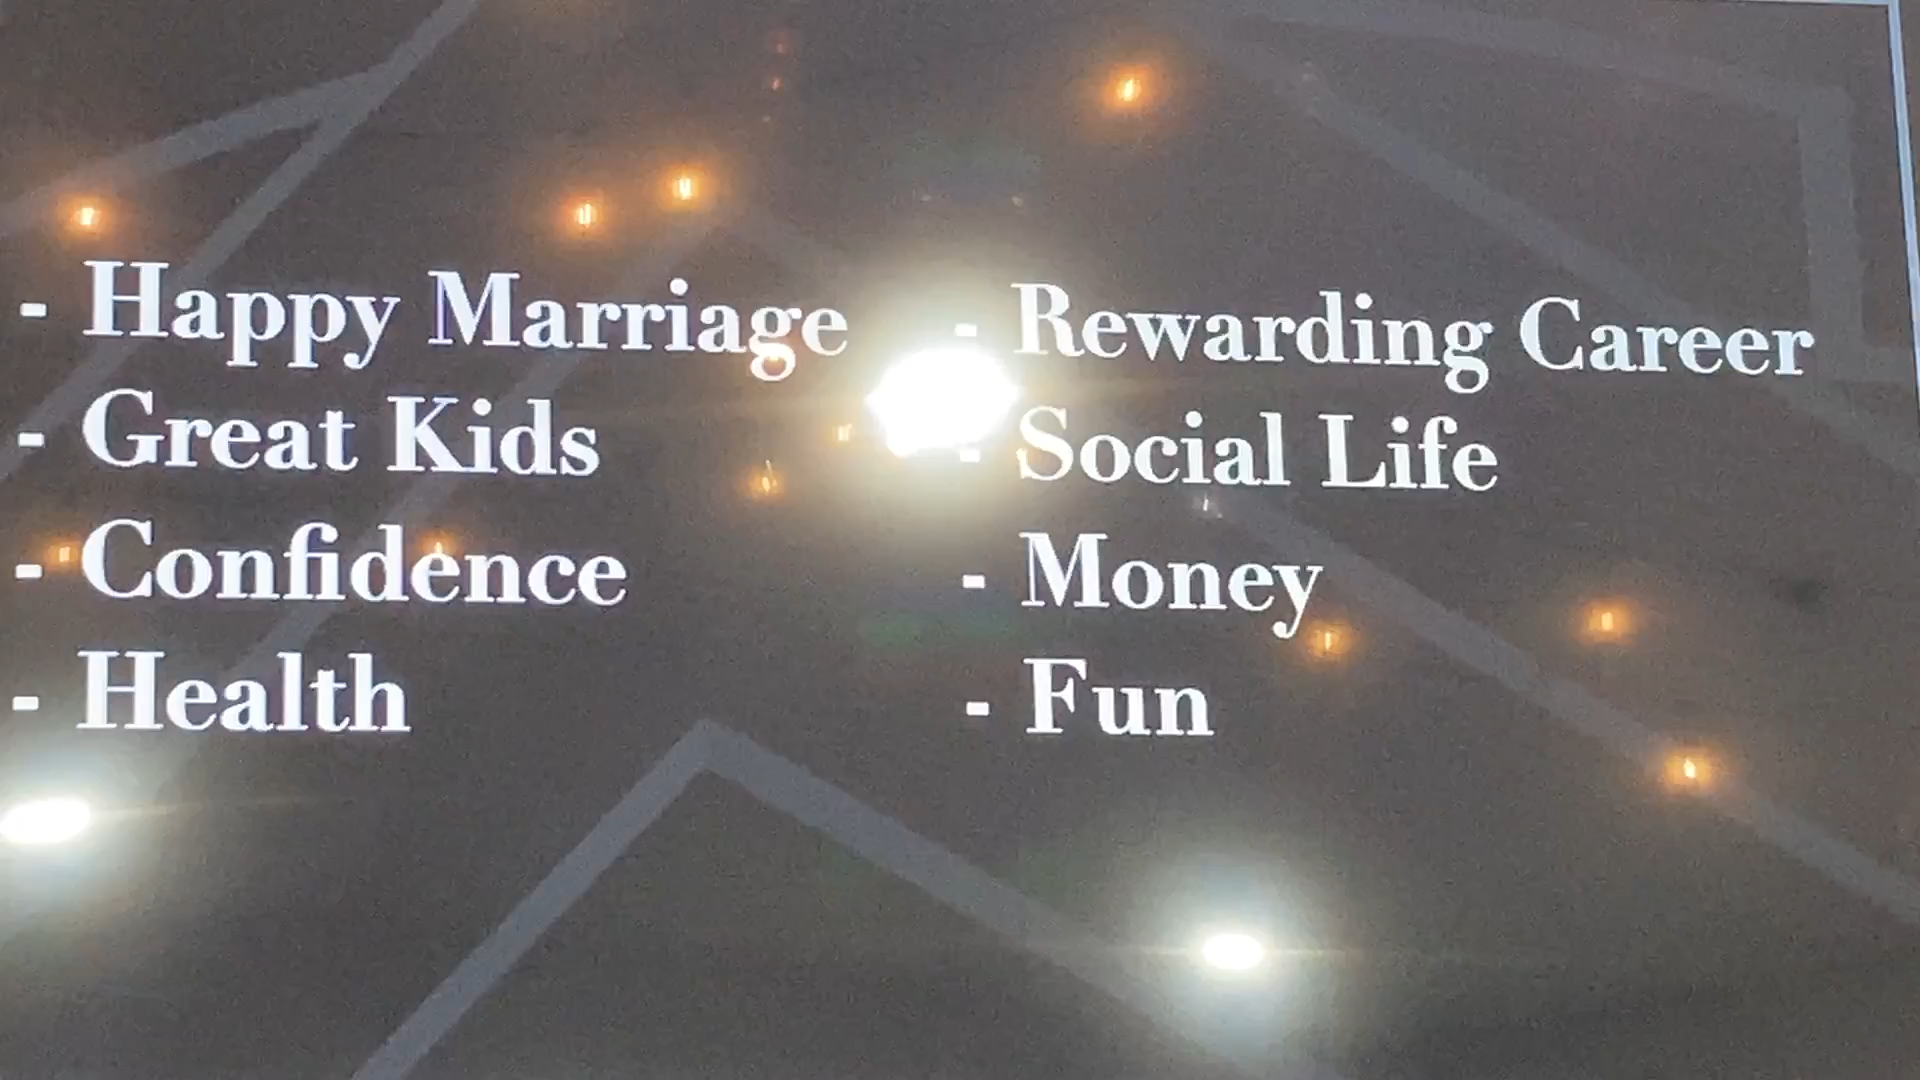 - Happy Marriage
- Great Kids
- Confidence
- Health
- Rewarding Career
- Social Life
- Money
- Fun